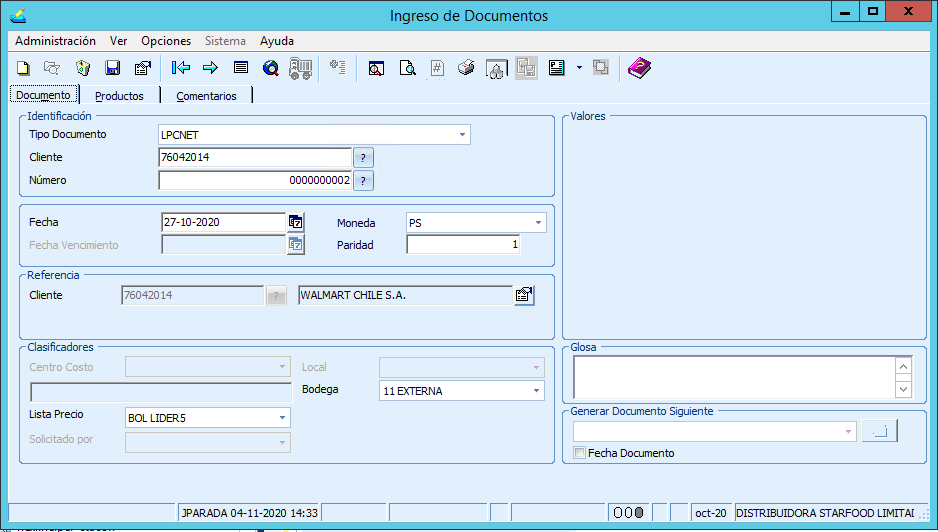 Ingreso de Documentos
Administración Ver Opciones Sistema Ayuda
Documento Productos Comentarios
Identificación
Tipo Documento LPCNET
Cliente 76042014 ?
Número 0000000002 ?
Fecha 27-10-2020 Moneda PS
Fecha Vencimiento Paridad 1
Referencia
Cliente 76042014 ? WALMART CHILE S.A.
Clasificadores
Centro Costo Local
Bodega 11 EXTERNA
Lista Precio BOL LIDER5
Solicitado por
Valores
Glosa
Generar Documento Siguiente
Fecha Documento
JPARADA 04-11-2020 14:33 oct-20 DISTRIBUIDORA STARFOOD LIMITAD